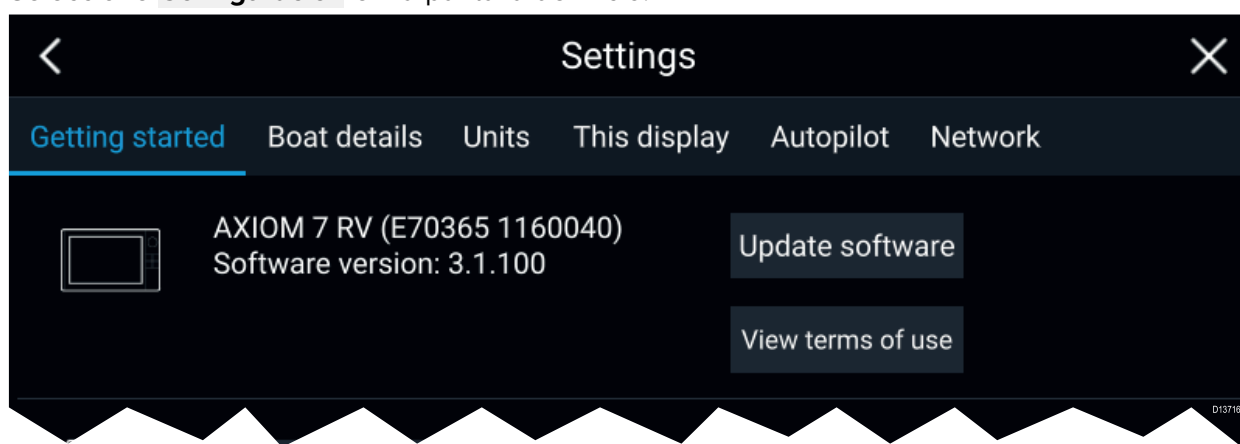 Settings
Getting started Boat details Units This display Autopilot Network
AXIOM 7 RV (E70365 1160040)
Software version: 3.1.100
Update software
View terms of use
D13716